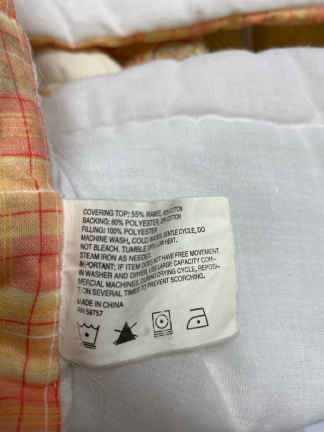 COVERING TOP: 55% RAMIE, 45% COTTON
BACKING: 80% POLYESTER, 20% COTTON
FILLING: 100% POLYESTER
MACHINE WASH, COLD WATER, GENTLE CYCLE, DO
NOT BLEACH. TUMBLE DRY LOW HEAT.
STEAM IRON AS NEEDED.
IMPORTANT: IF ITEM DOES NOT HAVE FREE MOVEMENT
IN WASHER AND DRYER, USE LARGE CAPACITY COM-
MERCIAL MACHINES. DURING DRYING CYCLE, REPOSI-
TION SEVERAL TIMES TO PREVENT SCORCHING.
MADE IN CHINA
RN 58757